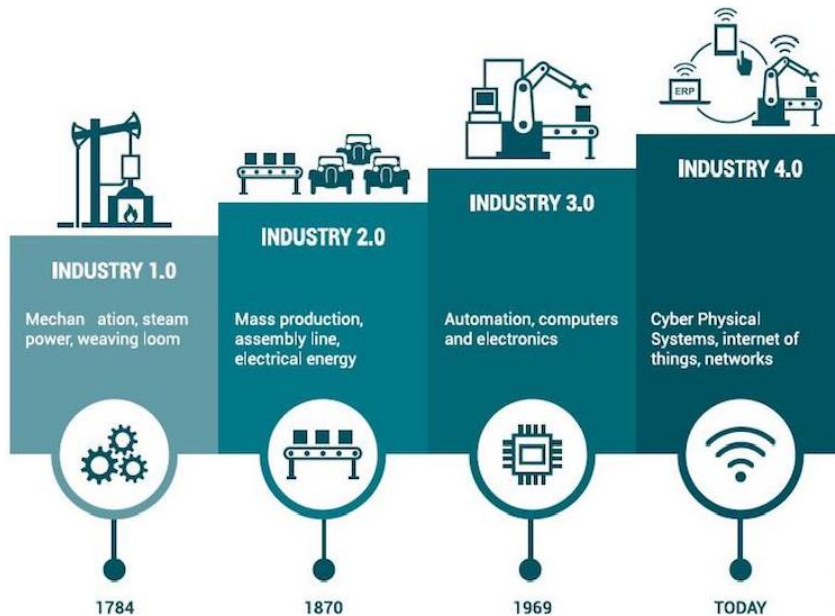 ERP
INDUSTRY 1.0
Mechan ation, steam
power, weaving loom
INDUSTRY 2.0
Mass production,
assembly line,
electrical energy
INDUSTRY 3.0
Automation, computers
and electronics
INDUSTRY 4.0
Cyber Physical
Systems, internet of
things, networks
1784
1870
1969
TODAY